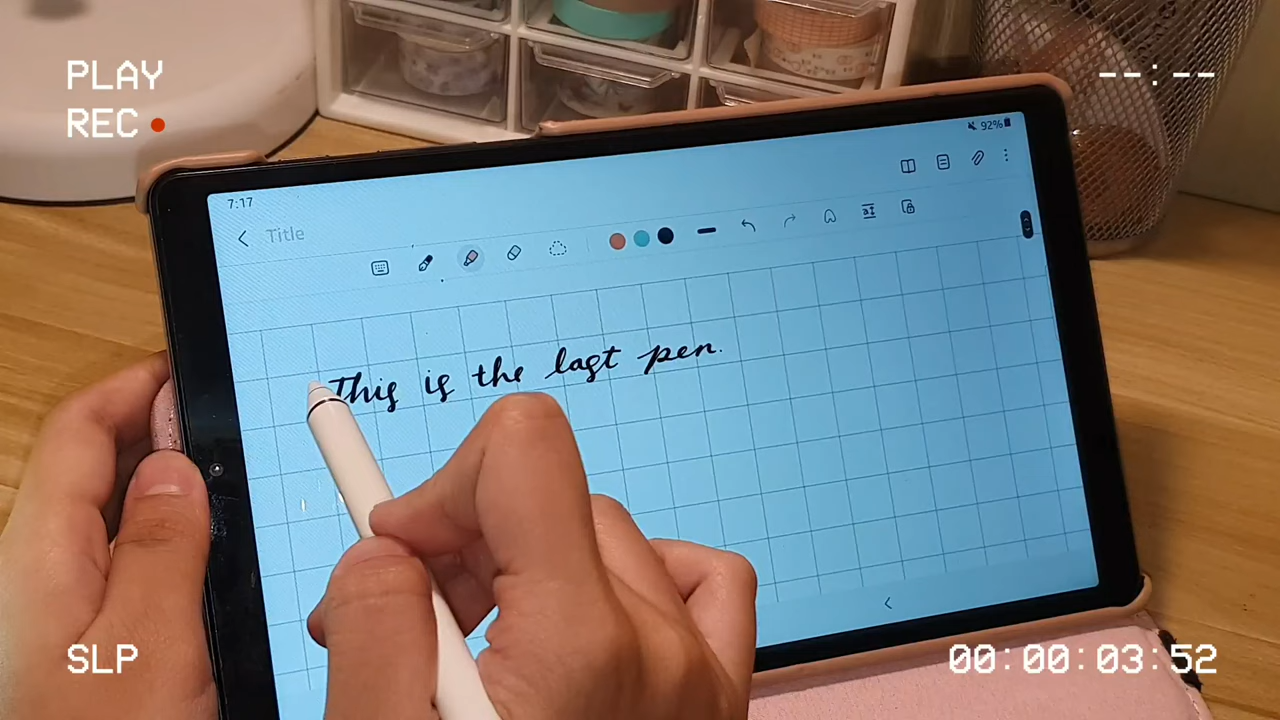 PLAY
REC
--:--
7:17
92%
Title
This is the last pen.
SLP
00:00:03:52